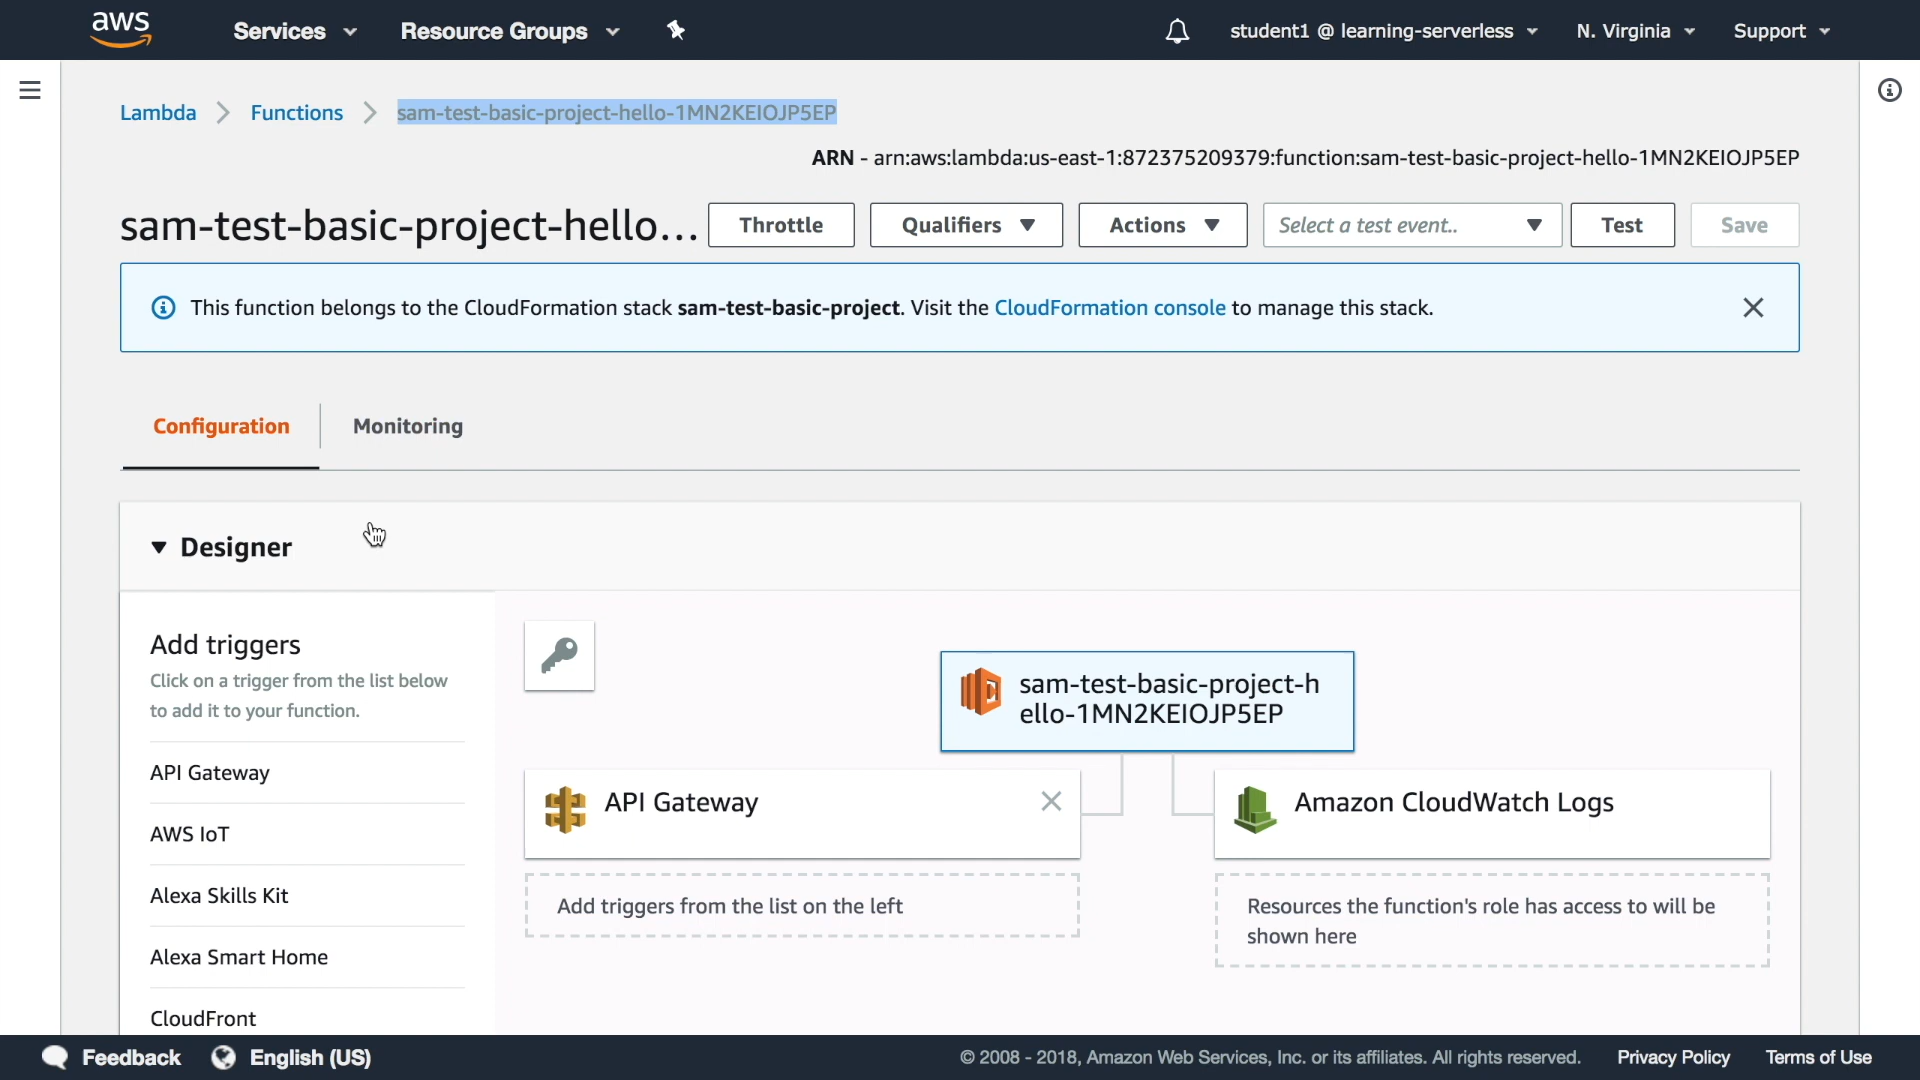 aws
Services
Resource Groups
student1 @ learning-serverless
N. Virginia
Support
Lambda
Functions
sam-test-basic-project-hello-1MN2KEIOJP5EP
ARN - arn:aws:lambda:us-east-1:872375209379:function:sam-test-basic-project-hello-1MN2KEIOJP5EP
sam-test-basic-project-hello...
Throttle
Qualifiers
Actions
Select a test event..
Test
Save
This function belongs to the CloudFormation stack sam-test-basic-project. Visit the CloudFormation console to manage this stack.
Configuration
Monitoring
Designer
Add triggers
Click on a trigger from the list below
to add it to your function.
API Gateway
AWS IoT
Alexa Skills Kit
Alexa Smart Home
CloudFront
sam-test-basic-project-h
ello-1MN2KEIOJP5EP
API Gateway
Amazon CloudWatch Logs
Add triggers from the list on the left
Resources the function's role has access to will be
shown here
Feedback
English (US)
© 2008 - 2018, Amazon Web Services, Inc. or its affiliates. All rights reserved.
Privacy Policy
Terms of Use